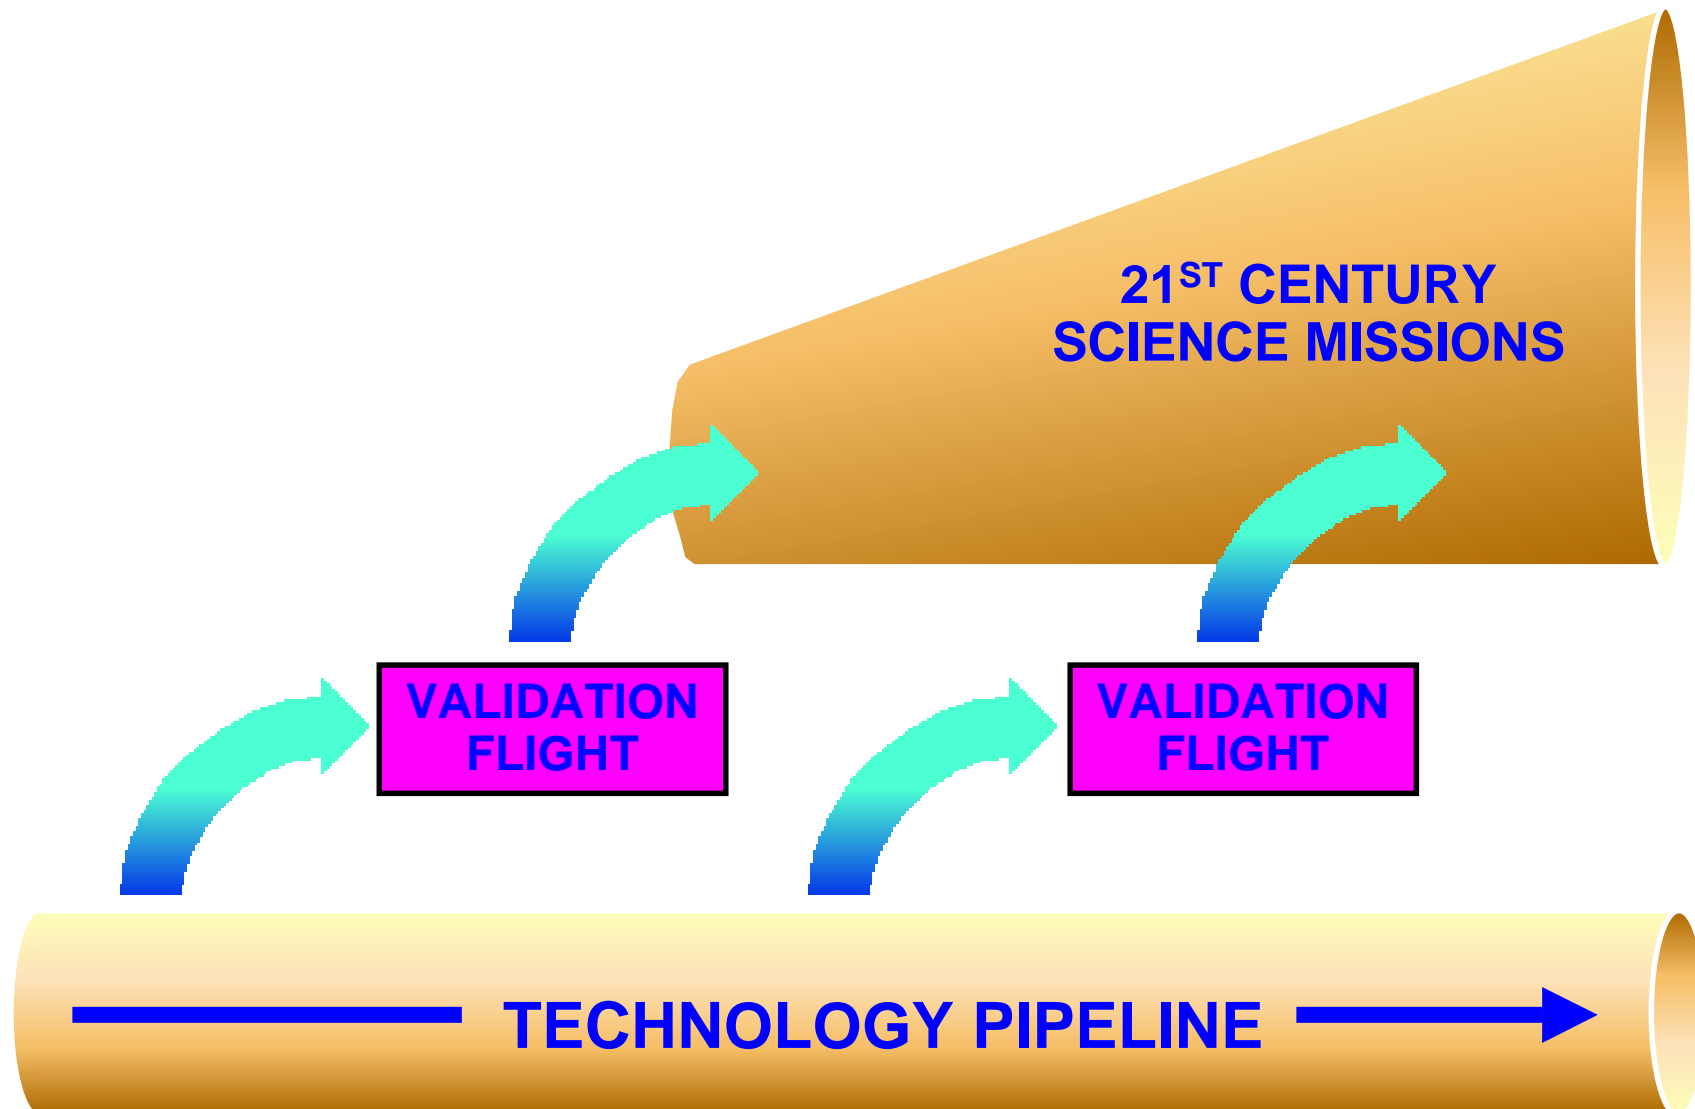 21ST CENTURY
SCIENCE MISSIONS
VALIDATION
FLIGHT
VALIDATION
FLIGHT
TECHNOLOGY PIPELINE